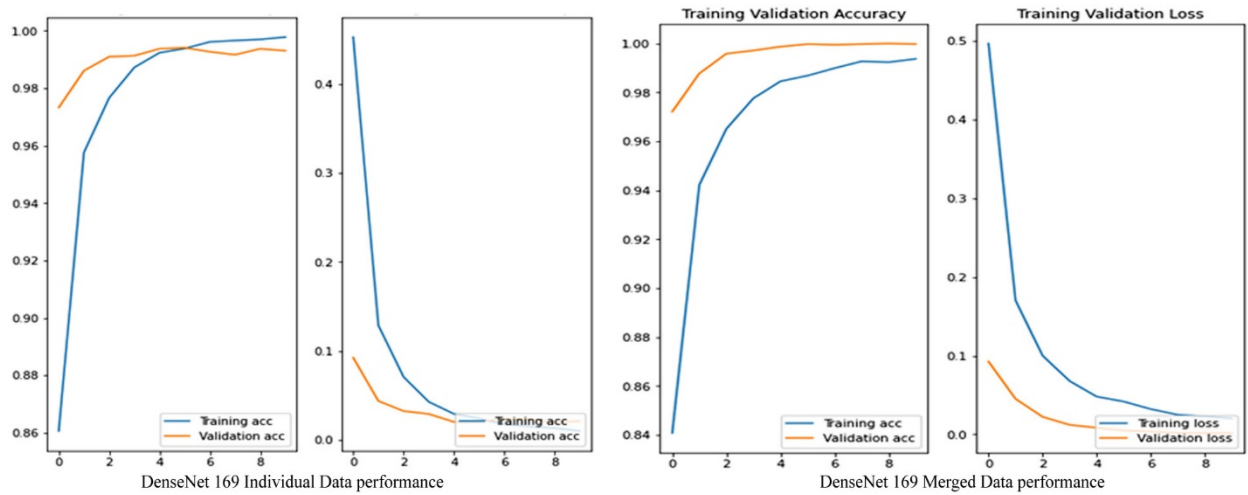 Training Validation Accuracy
Training Validation Loss
1.00
0.98
0.96
0.94
0.92
0.90
0.88
0.86
0 2 4 6 8
Training acc
Validation acc
0.4
0.3
0.2
0.1
0.0
0 2 4 6 8
Training acc
Validation acc
DenseNet 169 Individual Data performance
1.00
0.98
0.96
0.94
0.92
0.90
0.88
0.86
0.84
0 2 4 6 8
Training acc
Validation acc
0.5
0.4
0.3
0.2
0.1
0.0
0 2 4 6 8
Training loss
Validation loss
DenseNet 169 Merged Data performance